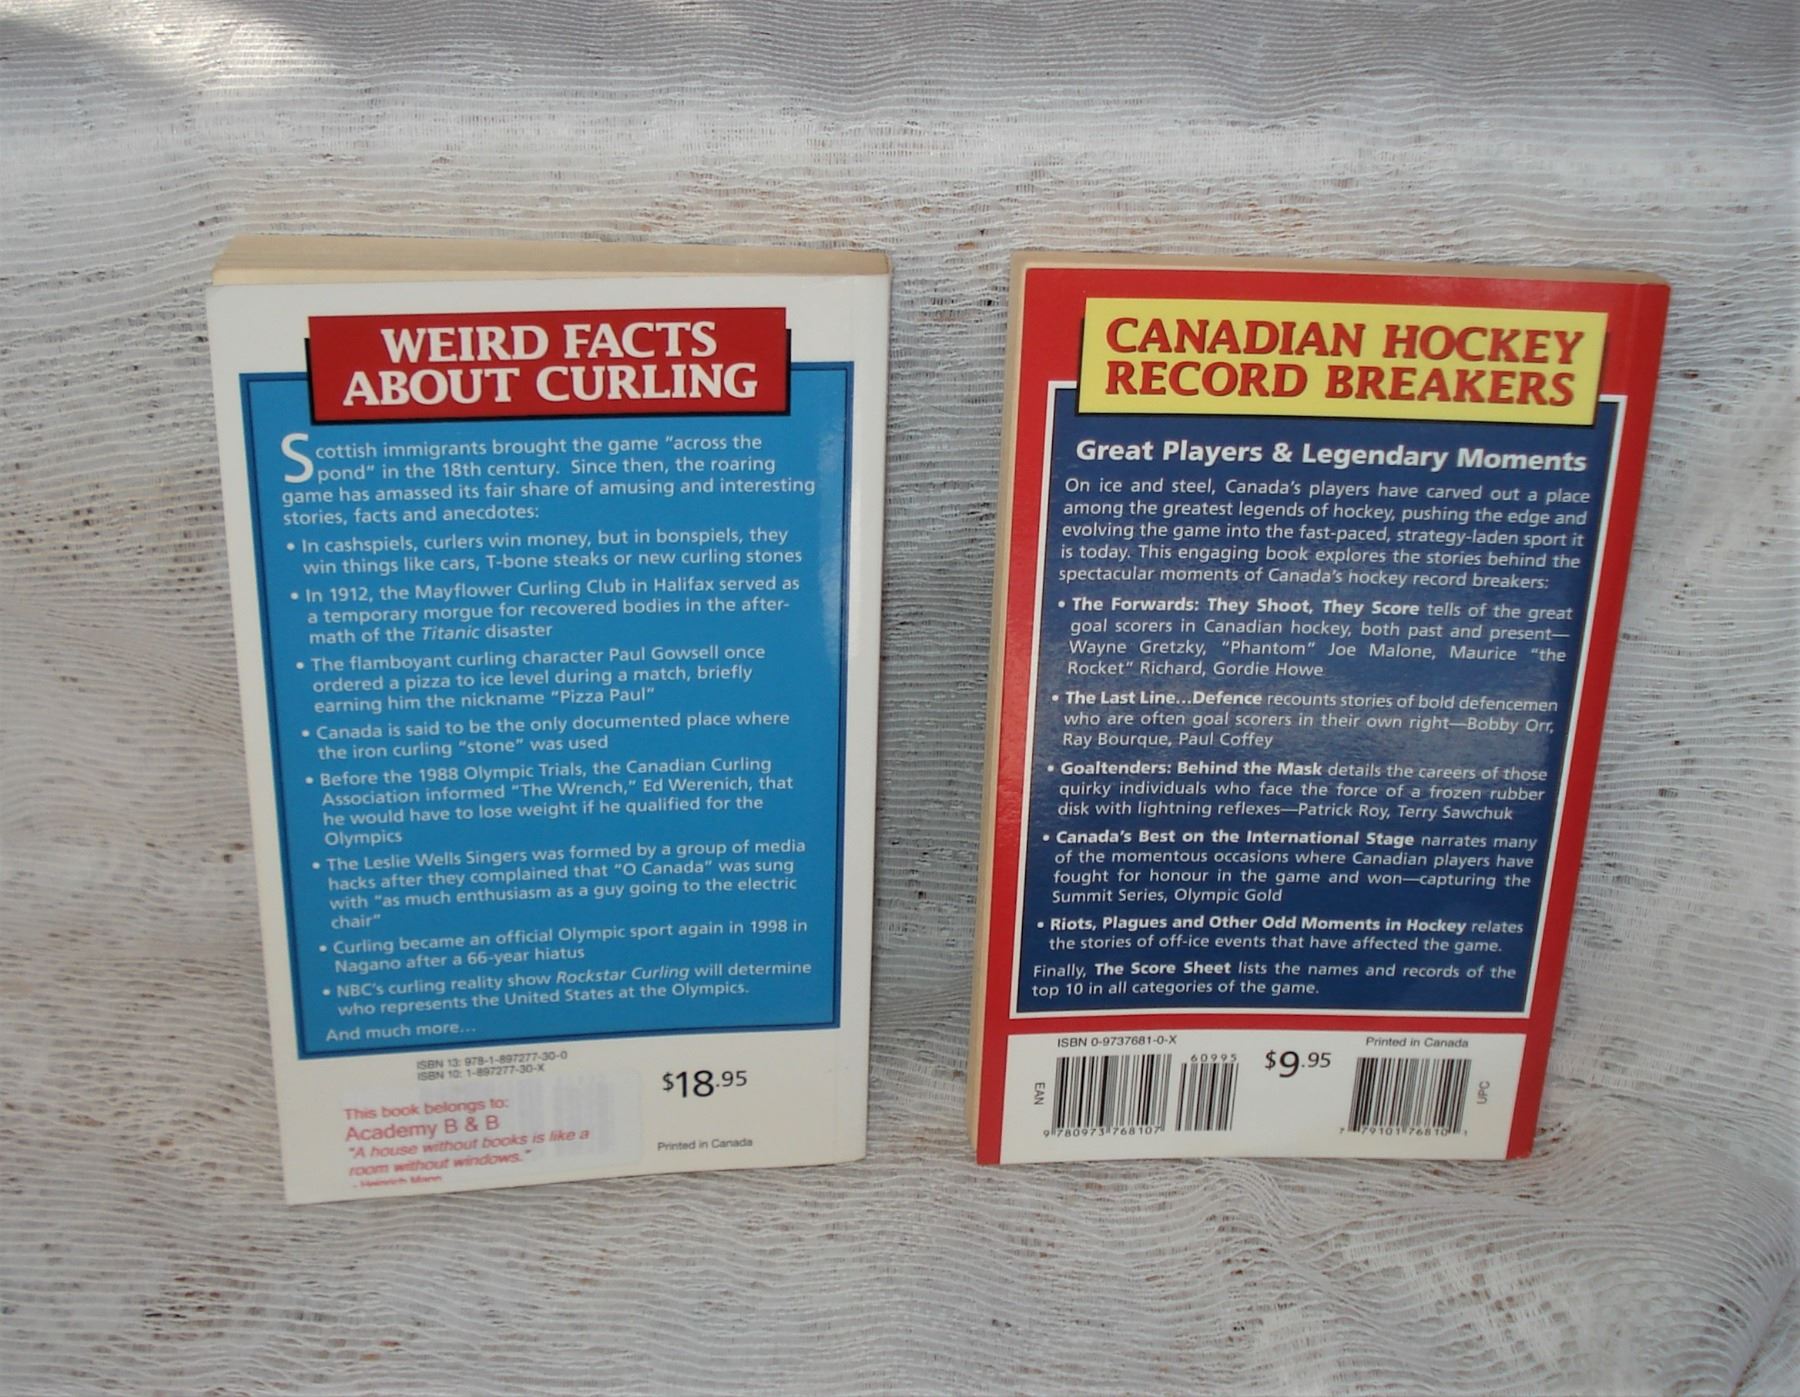 WEIRD FACTS
ABOUT CURLING
Scottish immigrants brought the game "across the
pond" in the 18th century. Since then, the roaring
game has amassed its fair share of amusing and interesting
stories, facts and anecdotes:
• In cashspiels, curlers win money, but in bonspiels, they
win things like cars, T-bone steaks or new curling stones
• In 1912, the Mayflower Curling Club in Halifax served as
a temporary morgue for recovered bodies in the after-
math of the Titanic disaster
• The flamboyant curling character Paul Gowsell once
ordered a pizza to ice level during a match, briefly
earning him the nickname "Pizza Paul"
• Canada is said to be the only documented place where
the iron curling "stone" was used
• Before the 1988 Olympic Trials, the Canadian Curling
Association informed "The Wrench," Ed Werenich, that
he would have to lose weight if he qualified for the
Olympics
• The Leslie Wells Singers was formed by a group of media
hacks after they complained that "O Canada" was sung
with "as much enthusiasm as a guy going to the electric
chair"
• Curling became an official Olympic sport again in 1998 in
Nagano after a 66-year hiatus
• NBC's curling reality show Rockstar Curling will determine
who represents the United States at the Olympics.
And much more...
ISBN 13: 978-1-897277-30-0
ISBN 10: 1-897277-30-X
$18.95
This book belongs to:
Academy B & B
"A house without books is like a
room without windows."
- Heinrich Mann
Printed in Canada
CANADIAN HOCKEY
RECORD BREAKERS
Great Players & Legendary Moments
On ice and steel, Canada's players have carved out a place
among the greatest legends of hockey, pushing the edge and
evolving the game into the fast-paced, strategy-laden sport it
is today. This engaging book explores the stories behind the
spectacular moments of Canada's hockey record breakers:
• The Forwards: They Shoot, They Score tells of the great
goal scorers in Canadian hockey, both past and present—
Wayne Gretzky, "Phantom" Joe Malone, Maurice "the
Rocket" Richard, Gordie Howe
• The Last Line...Defence recounts stories of bold defencemen
who are often goal scorers in their own right—Bobby Orr,
Ray Bourque, Paul Coffey
• Goaltenders: Behind the Mask details the careers of those
quirky individuals who face the force of a frozen rubber
disk with lightning reflexes—Patrick Roy, Terry Sawchuk
• Canada's Best on the International Stage narrates many
of the momentous occasions where Canadian players have
fought for honour in the game and won—capturing the
Summit Series, Olympic Gold
• Riots, Plagues and Other Odd Moments in Hockey relates
the stories of off-ice events that have affected the game.
Finally, The Score Sheet lists the names and records of the
top 10 in all categories of the game.
ISBN 0-9737681-0-X
Printed in Canada
60995
$9.95
EAN
UPC
9 780973 768107
7 79101 76810 1